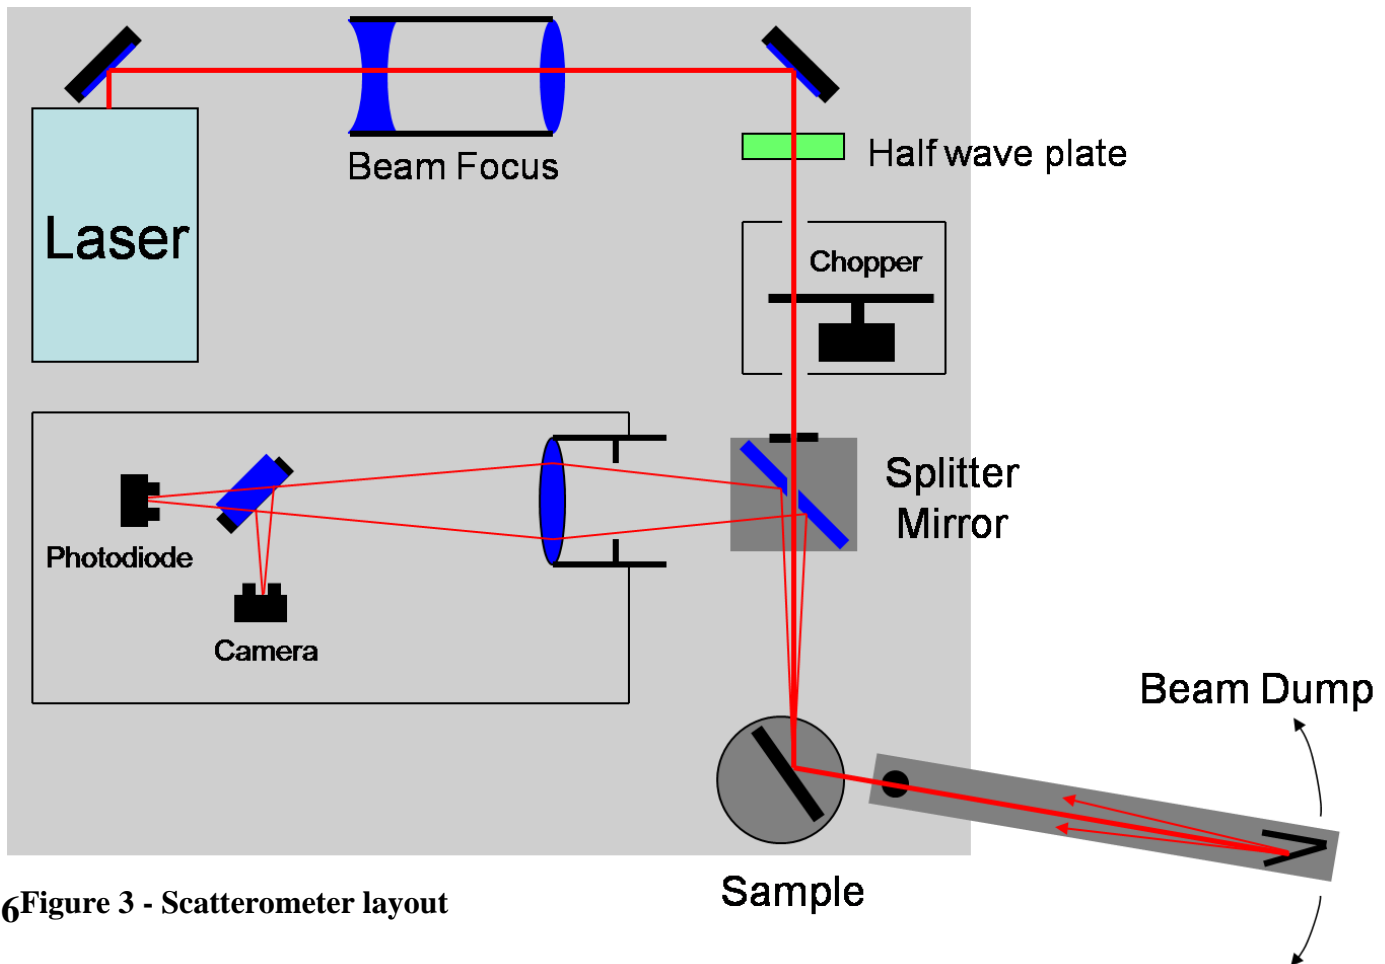 Beam Focus
Half wave plate
Laser
Chopper
Splitter
Mirror
Photodiode
Camera
Beam Dump
Sample
6Figure 3 - Scatterometer layout